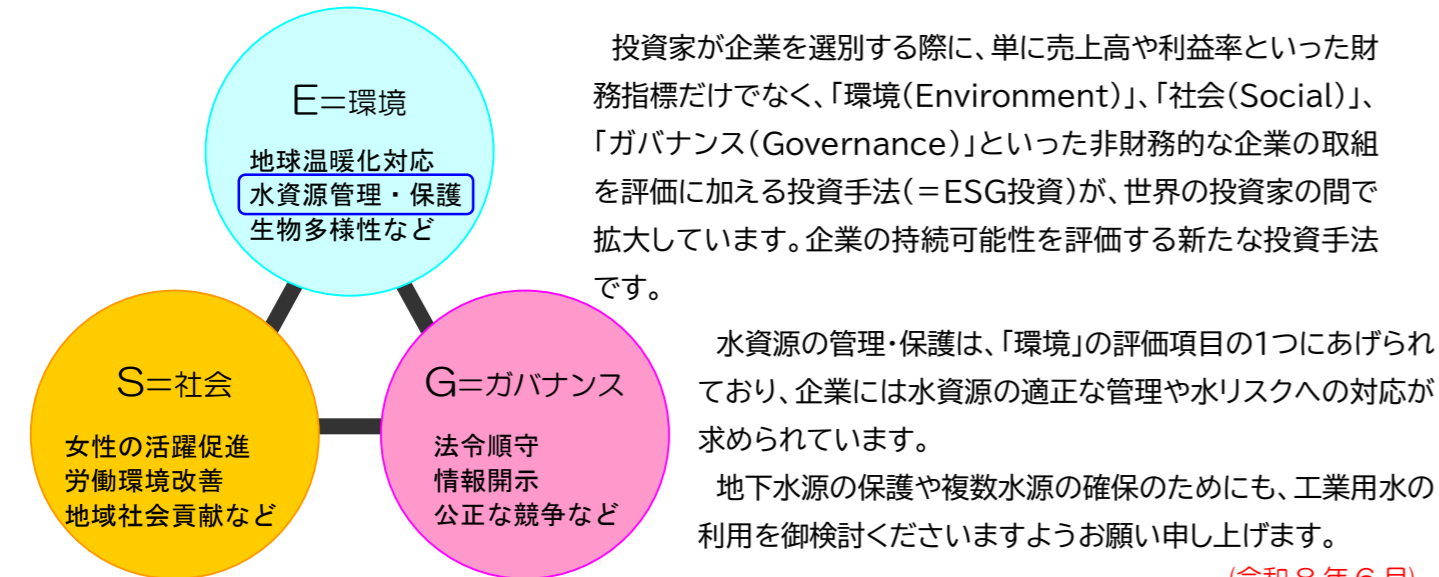 E=環境
地球温暖化対応
水資源管理・保護
生物多様性など
S=社会
女性の活躍促進
労働環境改善
地域社会貢献など
G=ガバナンス
法令順守
情報開示
公正な競争など
投資家が企業を選別する際に、単に売上高や利益率といった財
務指標だけでなく、「環境(Environment)」、「社会(Social)」、
「ガバナンス(Governance)」といった非財務的な企業の取組
を評価に加える投資手法(=ESG投資)が、世界の投資家の間で
拡大しています。企業の持続可能性を評価する新たな投資手法
です。
水資源の管理・保護は、「環境」の評価項目の1つにあげられ
ており、企業には水資源の適正な管理や水リスクへの対応が
求められています。
地下水源の保護や複数水源の確保のためにも、工業用水の
利用を御検討くださいますようお願い申し上げます。
(令和8年6月)